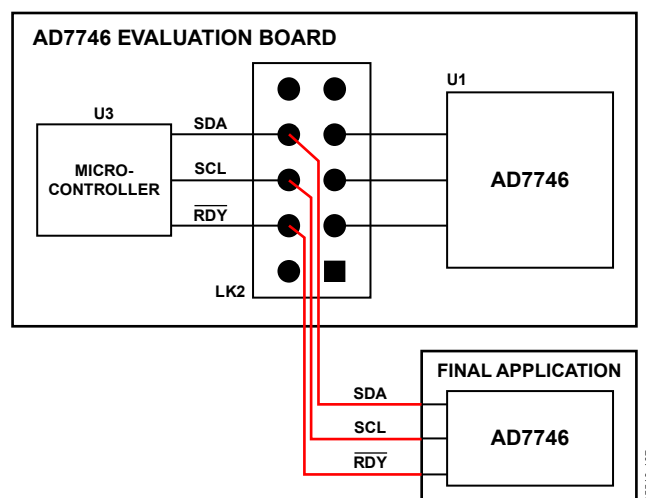 AD7746 EVALUATION BOARD
U3
MICRO-
CONTROLLER
SDA
SCL
RDY
LK2
U1
AD7746
FINAL APPLICATION
SDA
SCL
RDY
AD7746